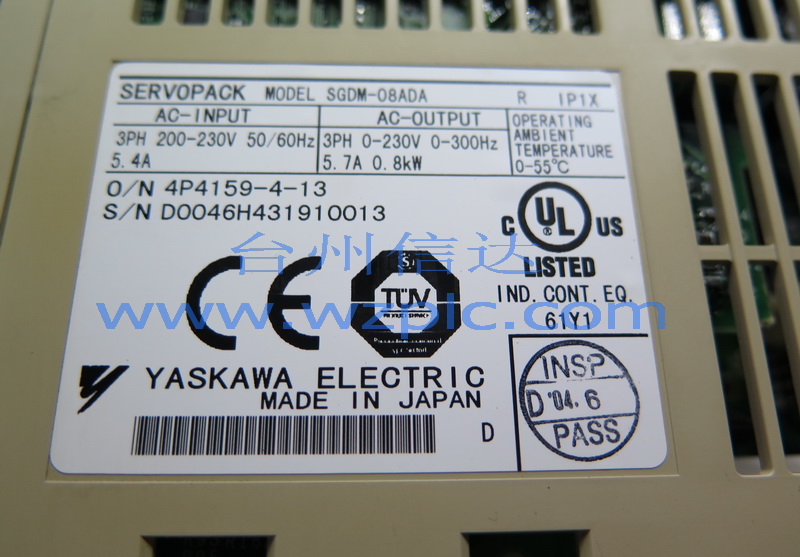 SERVOPACK MODEL SGDM-08ADA R IP1X
AC-INPUT AC-OUTPUT
3PH 200-230V 50/60Hz 3PH 0-230V 0-300Hz
5.4A 5.7A 0.8kW
OPERATING
AMBIENT
TEMPERATURE
0-55℃
O/N 4P4159-4-13
S/N D0046H431910013
C UL ® US
LISTED
IND. CONT. EQ.
61Y1
台州信达
www.wzplc.com
CE
TÜV
YASKAWA ELECTRIC
MADE IN JAPAN
D
INSP
D '04.6
PASS